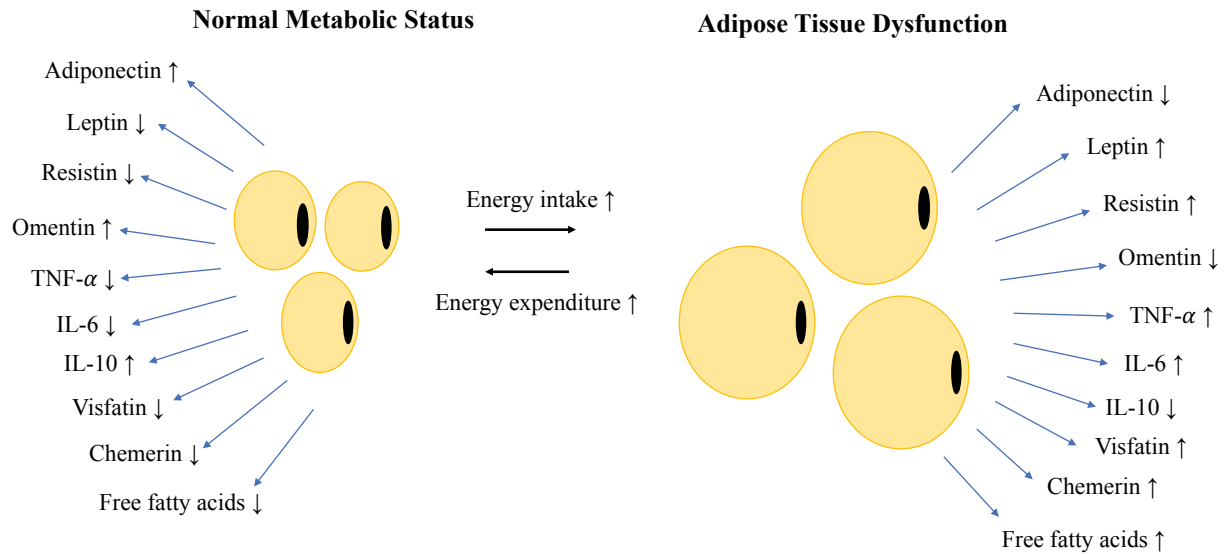 Normal Metabolic Status
Adiponectin ↑
Leptin ↓
Resistin ↓
Omentin ↑
TNF-α ↓
IL-6 ↓
IL-10 ↑
Visfatin ↓
Chemerin ↓
Free fatty acids ↓
Energy intake ↑
Energy expenditure ↑
Adipose Tissue Dysfunction
Adiponectin ↓
Leptin ↑
Resistin ↑
Omentin ↓
TNF-α ↑
IL-6 ↑
IL-10 ↓
Visfatin ↑
Chemerin ↑
Free fatty acids ↑